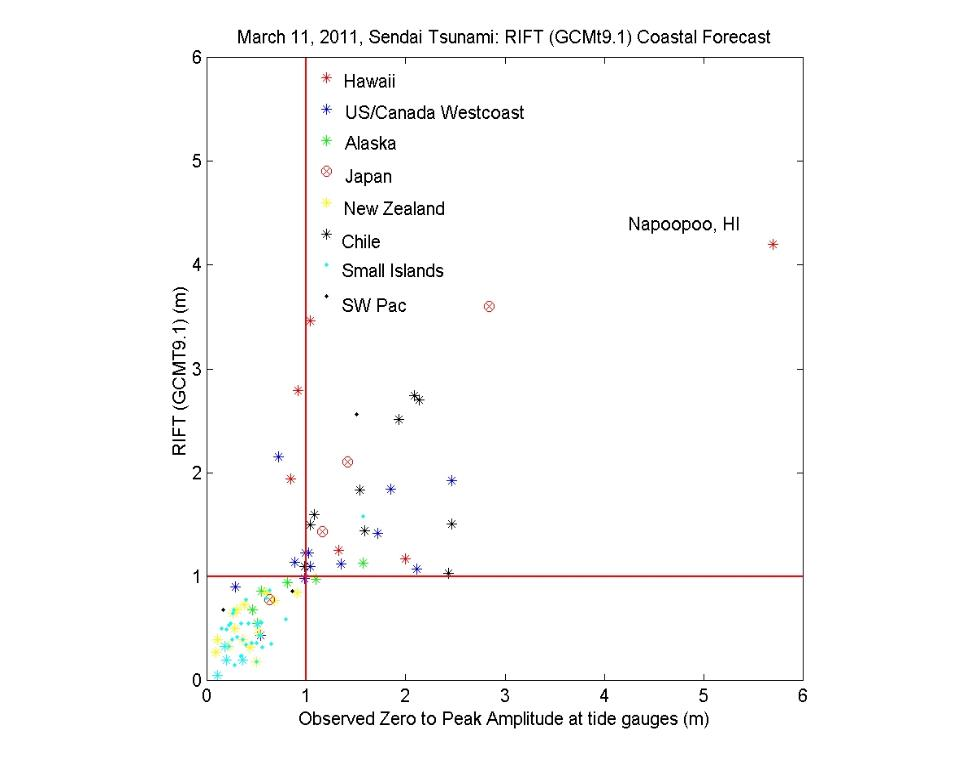 March 11, 2011, Sendai Tsunami: RIFT (GCMt9.1) Coastal Forecast
6
Hawaii
US/Canada Westcoast
5
Alaska
Japan
New Zealand
Napoopoo, HI
Chile
4
Small Islands
SW Pac
RIFT (GCMT9.1) (m)
3
2
1
0
0 1 2 3 4 5 6
Observed Zero to Peak Amplitude at tide gauges (m)